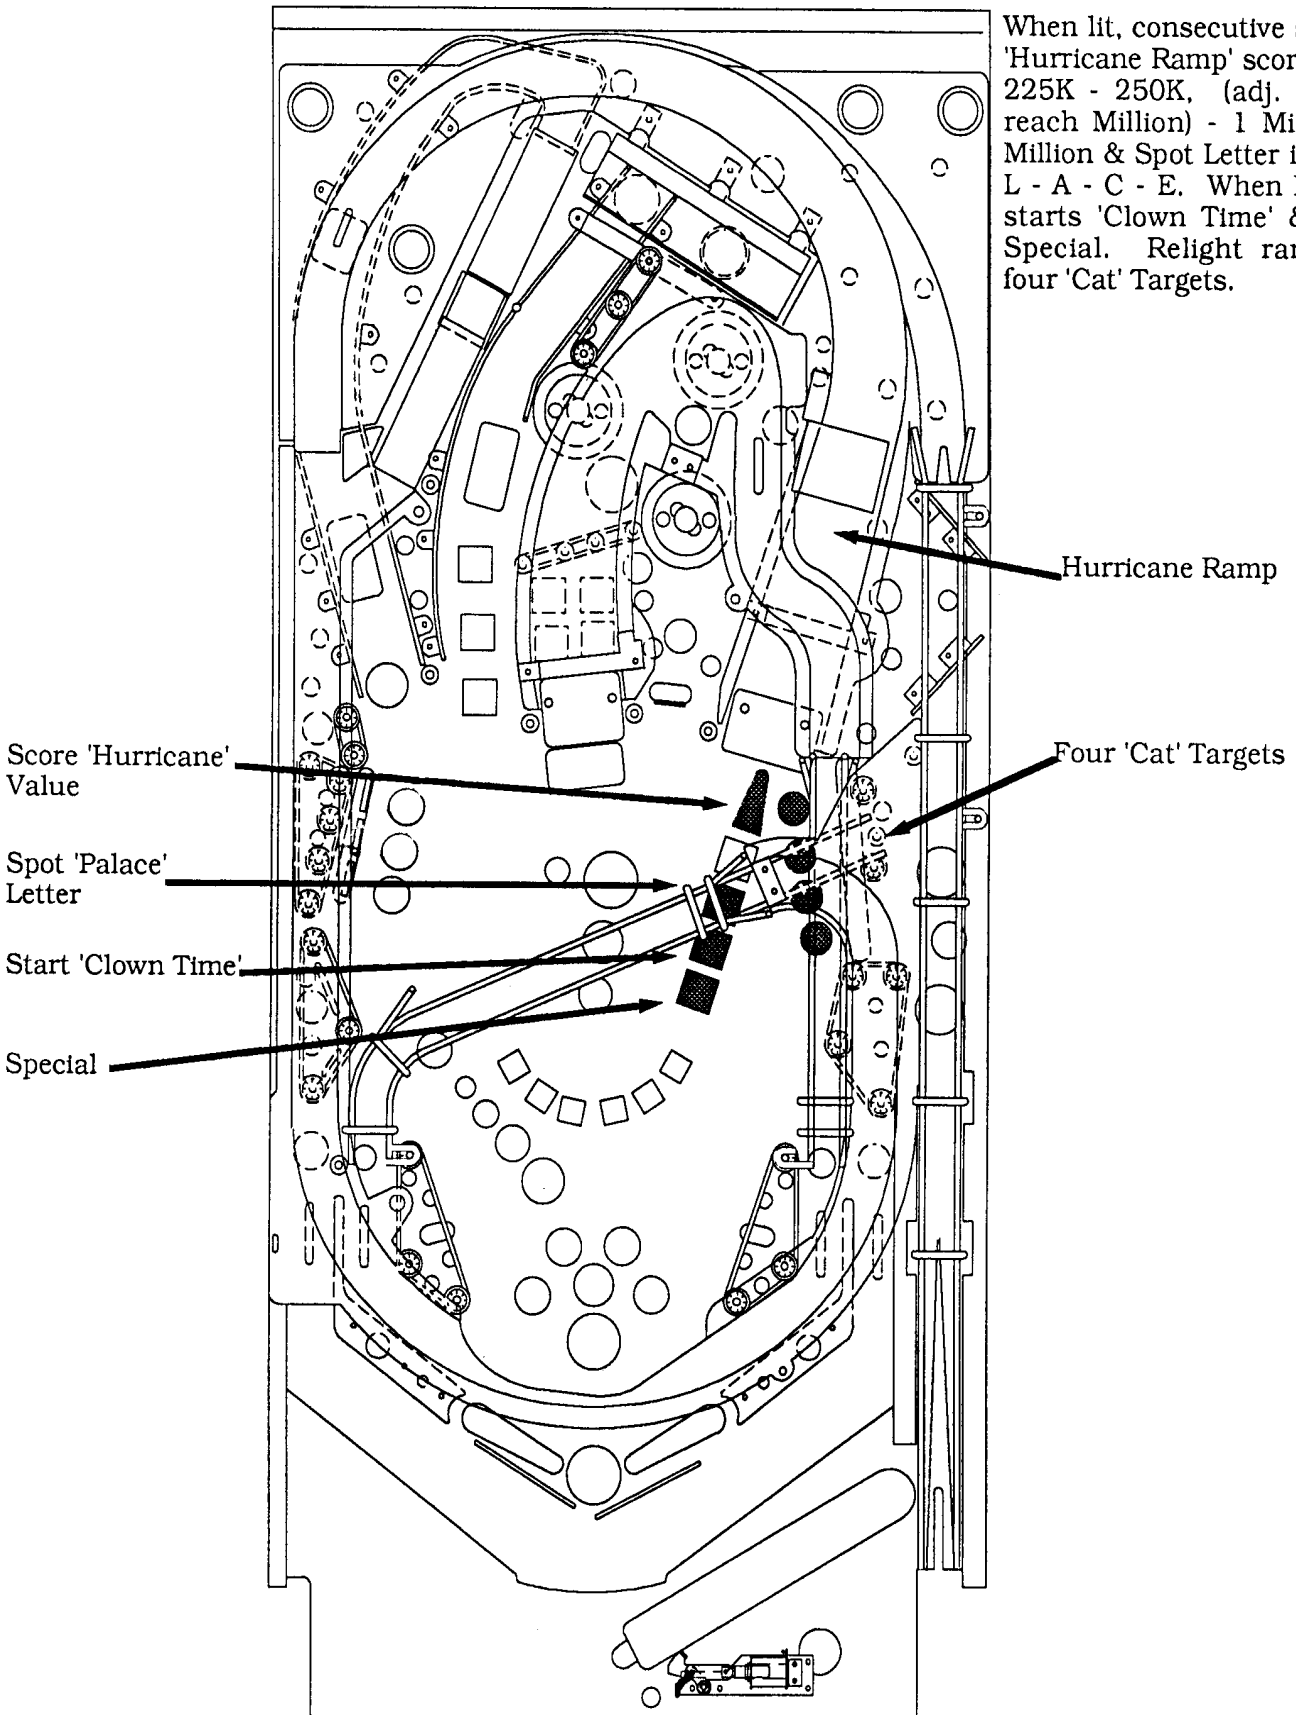 When lit, consecutive
'Hurricane Ramp' scor
225K - 250K, (adj.
reach Million) - 1 Mi
Million & Spot Letter i
L - A - C - E. When
starts 'Clown Time' &
Special. Relight ran
four 'Cat' Targets.
Hurricane Ramp
Score 'Hurricane'
Value
Four 'Cat' Targets
Spot 'Palace'
Letter
Start 'Clown Time'
Special